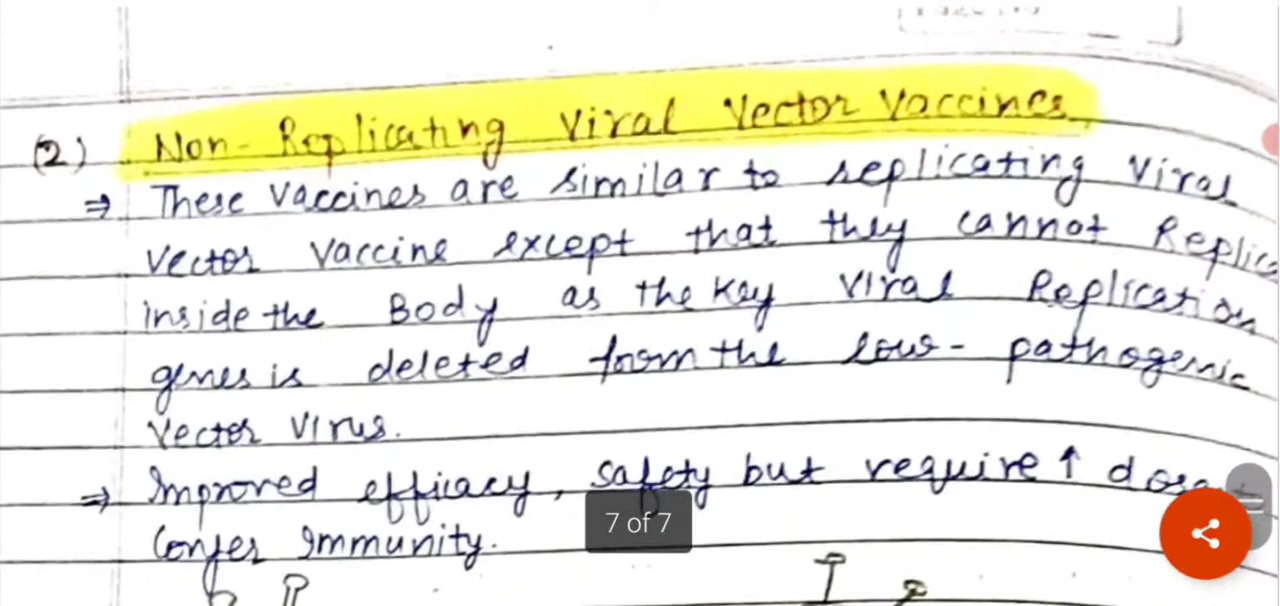 (2) Non-Replicating Viral Vector Vaccines
⇒ These Vaccines are similar to replicating Viral
Vector Vaccine except that they cannot Replica
inside the Body as the key Viral Replication
genes is deleted from the low-pathogenic
Vector Virus.
⇒ Improved efficacy, safety but require ↑ dose
Confer Immunity.
7 of 7